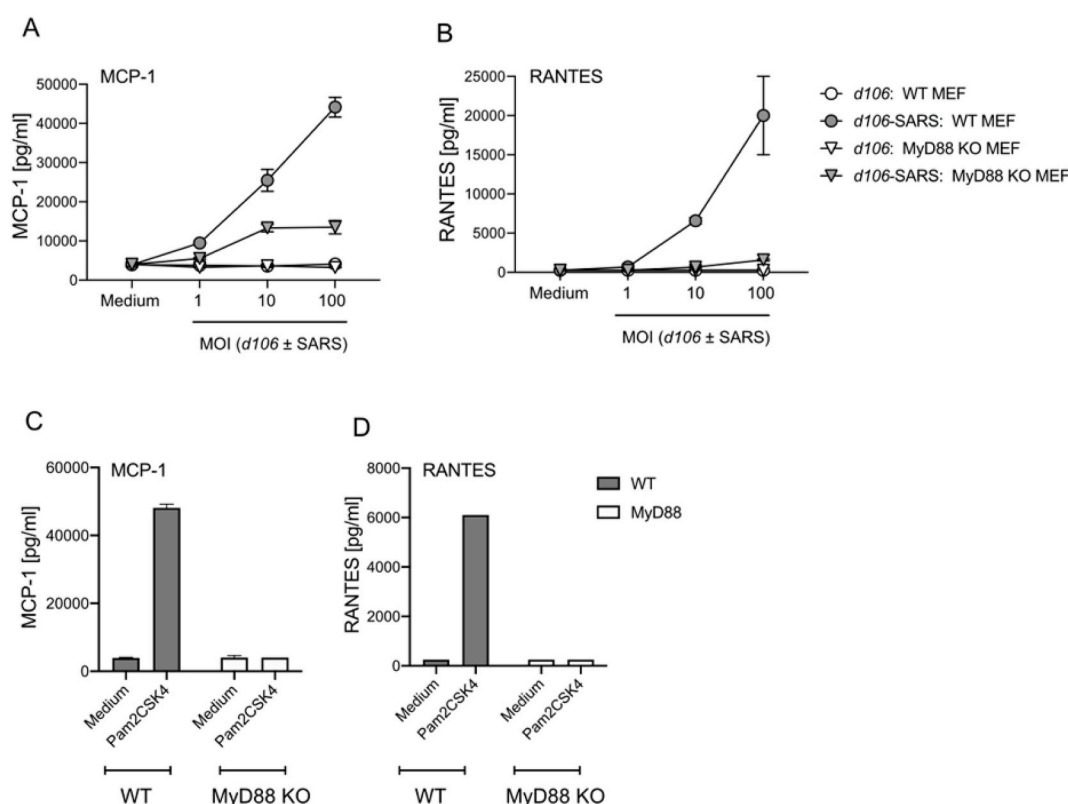 A
MCP-1
MCP-1 [pg/ml]
50000
40000
30000
20000
10000
0
Medium 1 10 100
MOI (d106 ± SARS)
B
RANTES
RANTES [pg/ml]
25000
20000
15000
10000
5000
0
Medium 1 10 100
MOI (d106 ± SARS)
d106: WT MEF
d106-SARS: WT MEF
d106: MyD88 KO MEF
d106-SARS: MyD88 KO MEF
C
MCP-1
MCP-1 [pg/ml]
60000
40000
20000
0
Medium Pam2CSK4 Medium Pam2CSK4
WT MyD88 KO
D
RANTES
RANTES [pg/ml]
8000
6000
4000
2000
0
Medium Pam2CSK4 Medium Pam2CSK4
WT MyD88 KO
WT
MyD88